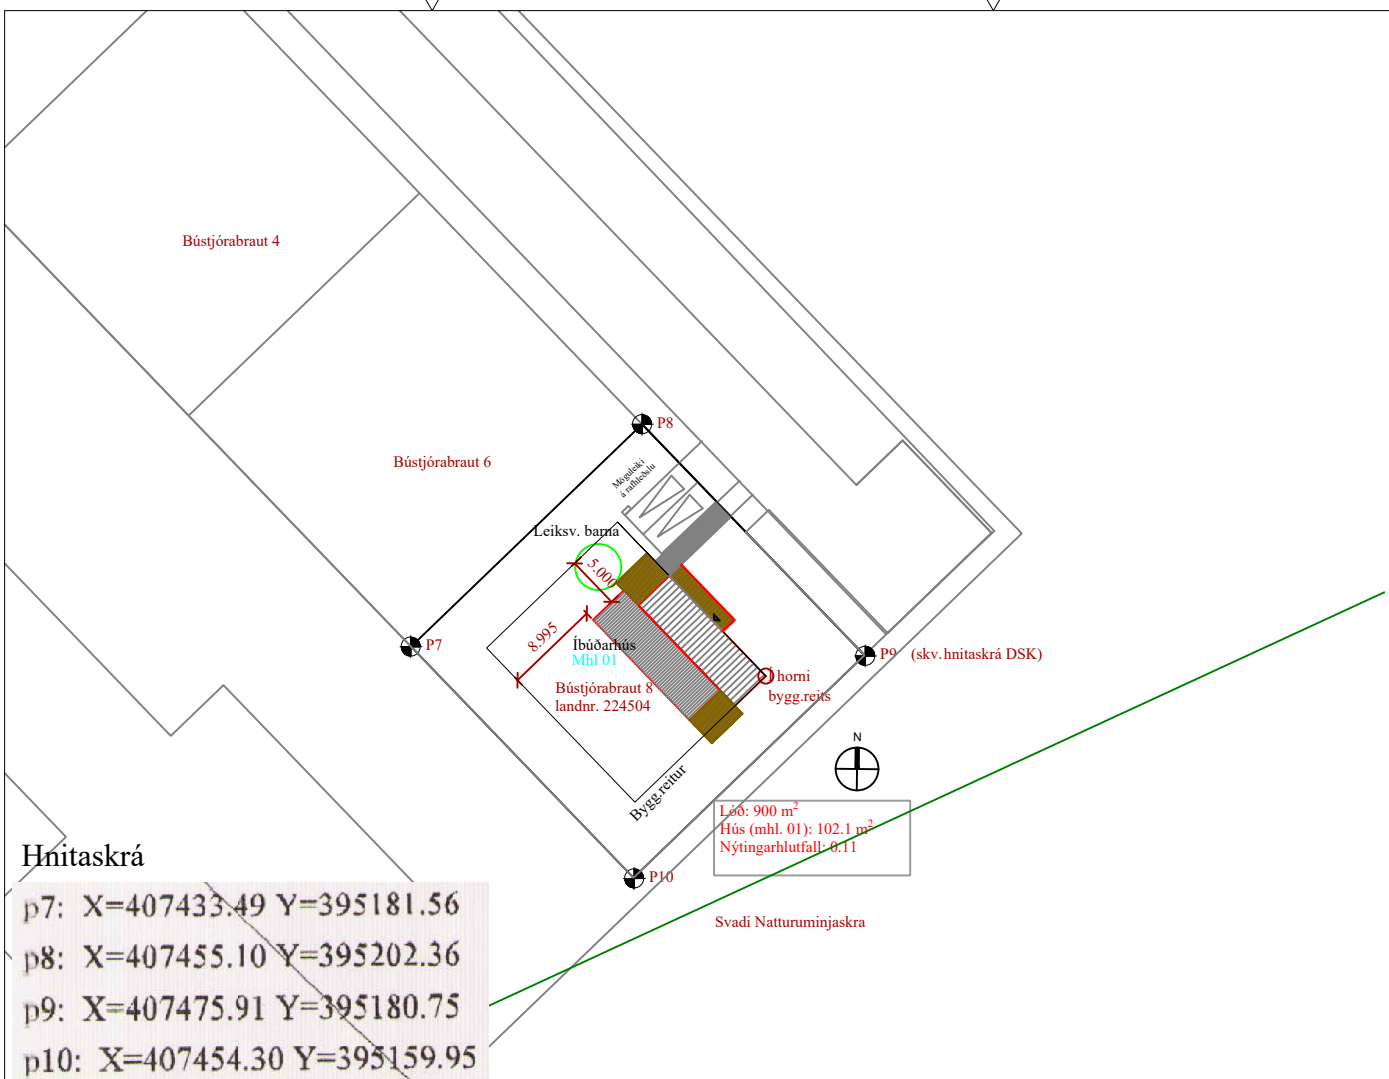 Bústjórabraut 4
P8
Bústjórabraut 6
Möguleiki
á rafhleðslu
Leiksv. barna
5.000
8.995
P7
Íbúðarhús
Mhl 01
P9 (skv.hnitaskrá DSK)
Í horni
bygg.reits
Bústjórabraut 8
landnr. 224504
N
Bygg.reitur
Lóð: 900 m²
Hús (mhl. 01): 102.1 m²
Nýtingarhlutfall: 0.11
Hnitaskrá
P10
p7: X=407433.49 Y=395181.56
Svadi Natturuminjaskra
p8: X=407455.10 Y=395202.36
p9: X=407475.91 Y=395180.75
p10: X=407454.30 Y=395159.95